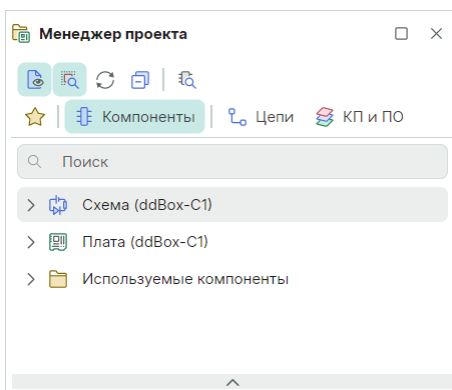 Менеджер проекта
Компоненты Цепи КП и ПО
Поиск
Схема (ddBox-C1)
Плата (ddBox-C1)
Используемые компоненты